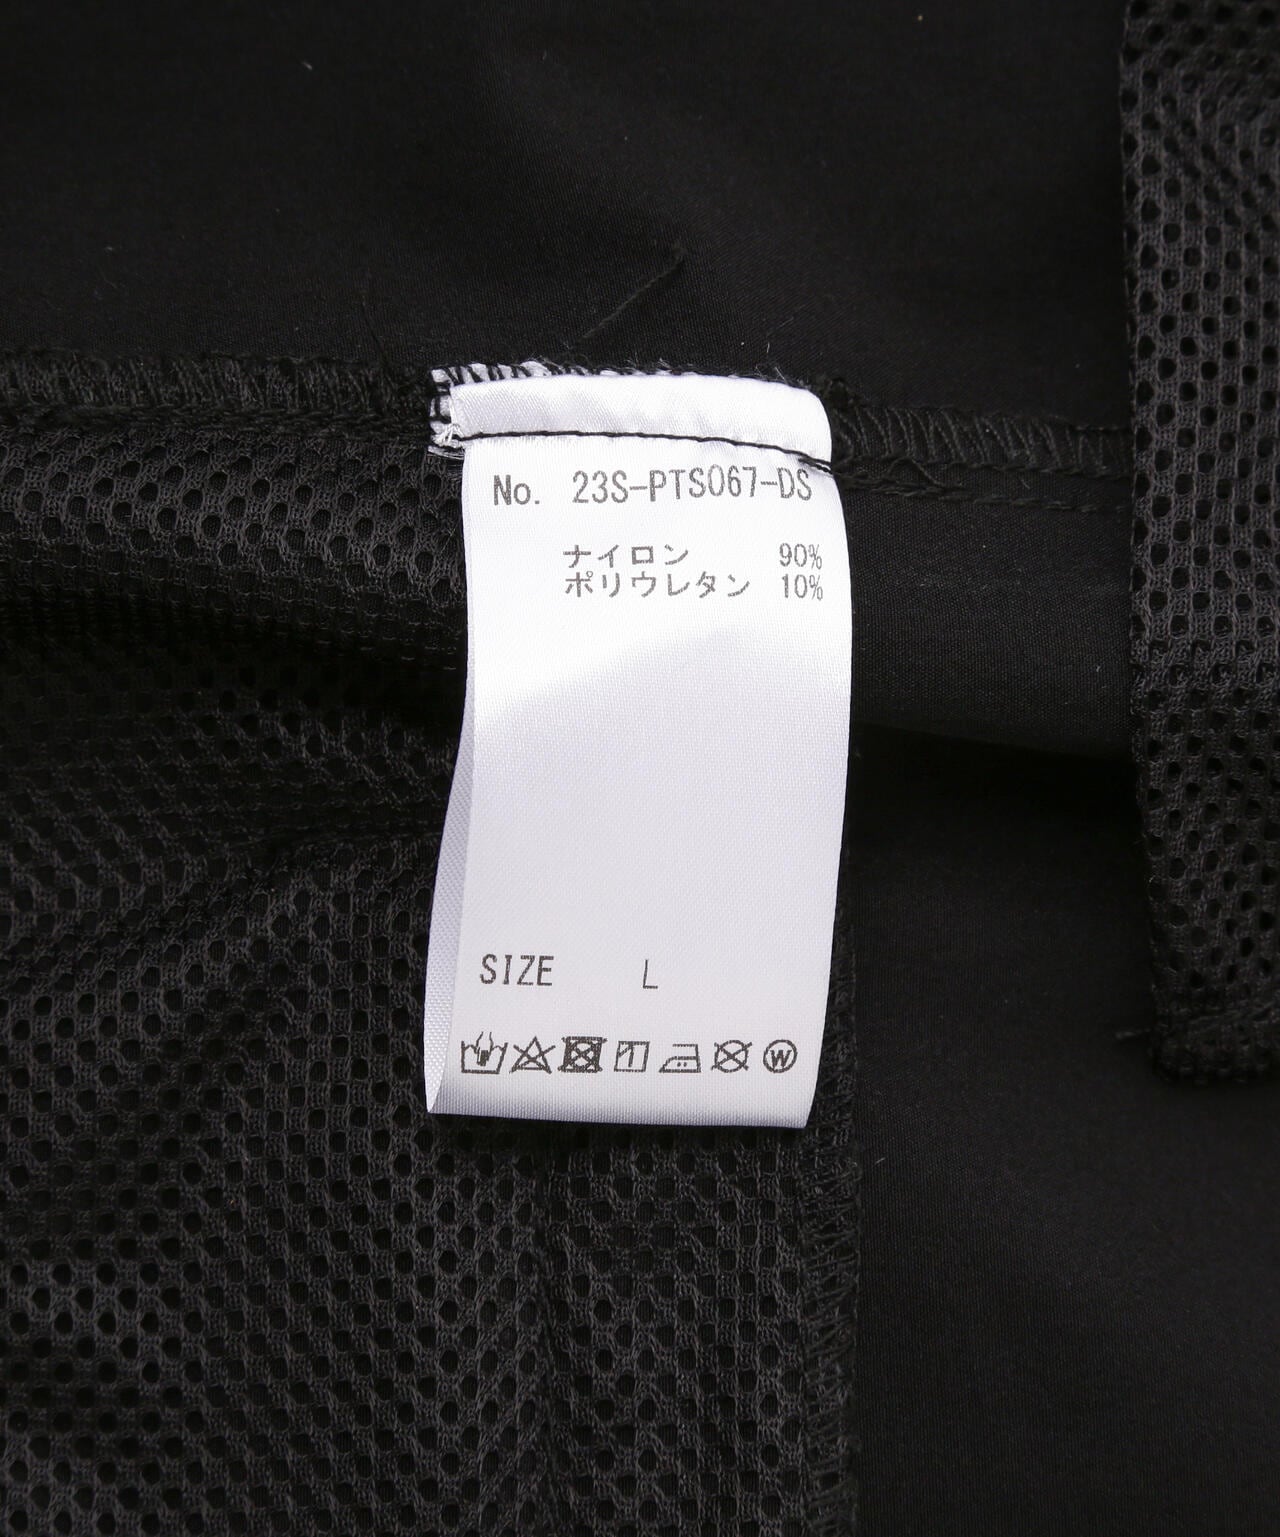 No. 23S-PTS067-DS
ナイロン 90%
ポリウレタン 10%
SIZE L
W